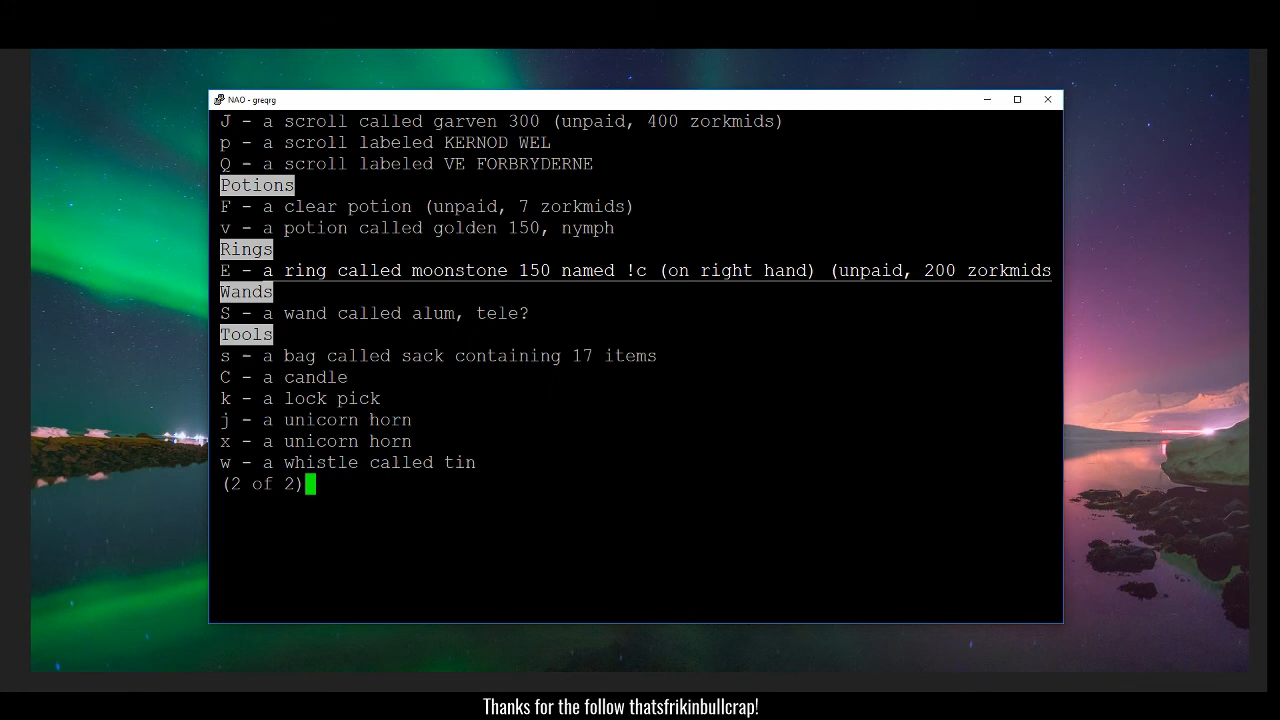 NAO - greqrg
J - a scroll called garven 300 (unpaid, 400 zorkmids)
p - a scroll labeled KERNOD WEL
Q - a scroll labeled VE FORBRYDERNE
Potions
F - a clear potion (unpaid, 7 zorkmids)
v - a potion called golden 150, nymph
Rings
E - a ring called moonstone 150 named !c (on right hand) (unpaid, 200 zorkmids
Wands
S - a wand called alum, tele?
Tools
s - a bag called sack containing 17 items
C - a candle
k - a lock pick
j - a unicorn horn
x - a unicorn horn
w - a whistle called tin
(2 of 2)
Thanks for the follow thatsfrikinbullcrap!